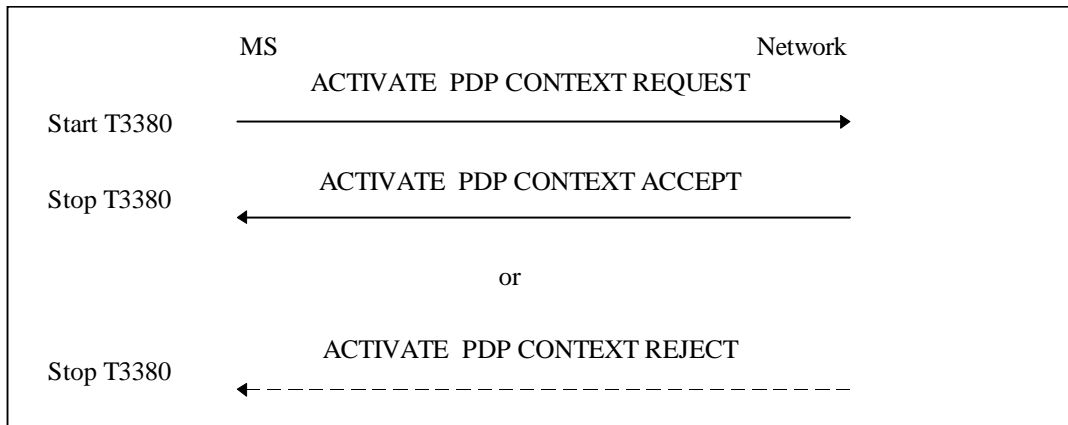 MS Network
ACTIVATE PDP CONTEXT REQUEST
Start T3380
ACTIVATE PDP CONTEXT ACCEPT
Stop T3380
or
ACTIVATE PDP CONTEXT REJECT
Stop T3380